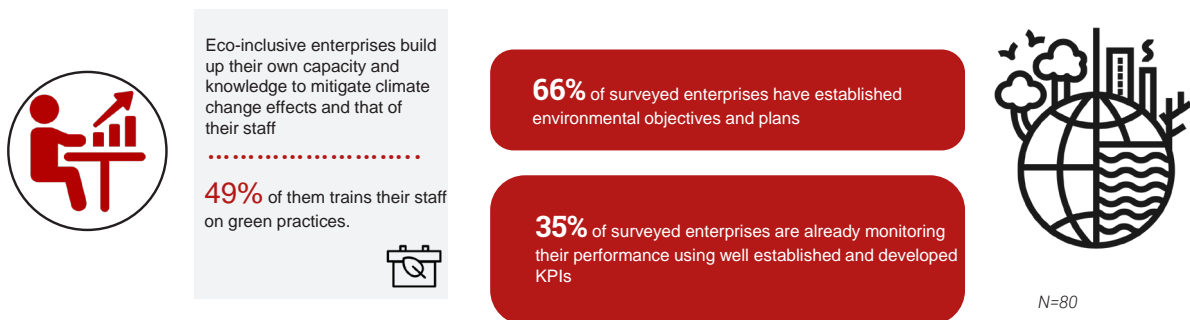 Eco-inclusive enterprises build
up their own capacity and
knowledge to mitigate climate
change effects and that of
their staff
49% of them trains their staff
on green practices.
66% of surveyed enterprises have established
environmental objectives and plans
35% of surveyed enterprises are already monitoring
their performance using well established and developed
KPIs
N=80